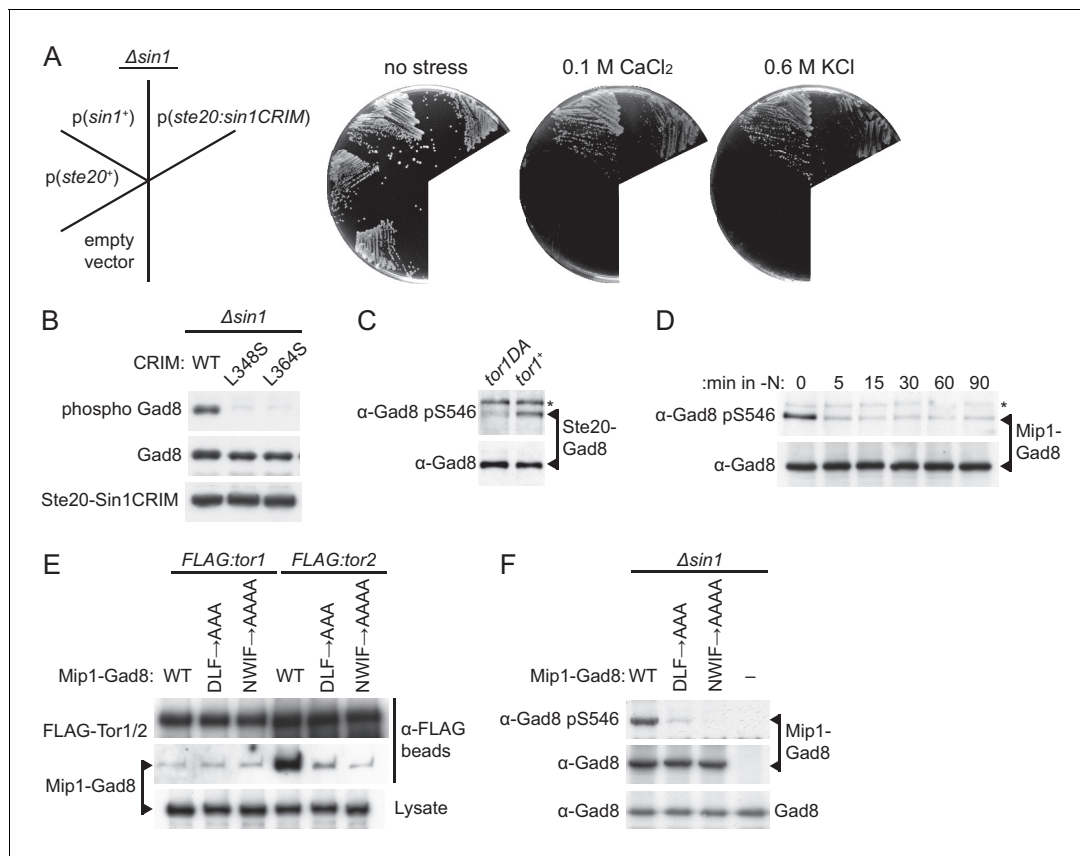 A
Δsin1
p(sin1+)
p(ste20:sin1CRIM)
p(ste20+)
empty
vector
no stress
0.1 M CaCl2
0.6 M KCl
B
Δsin1
CRIM: WT L348S L364S
phospho Gad8
Gad8
Ste20-Sin1CRIM
C
tor1DA tor1+
α-Gad8 pS546
*
Ste20-
Gad8
α-Gad8
D
:min in -N: 0 5 15 30 60 90
α-Gad8 pS546
*
Mip1-
Gad8
α-Gad8
E
FLAG:tor1 FLAG:tor2
Mip1-Gad8: WT DLF→AAA NWIF→AAAA WT DLF→AAA NWIF→AAAA
FLAG-Tor1/2
α-FLAG
beads
Mip1-Gad8
Lysate
F
Δsin1
Mip1-Gad8: WT DLF→AAA NWIF→AAAA –
α-Gad8 pS546
Mip1-
Gad8
α-Gad8
α-Gad8 Gad8